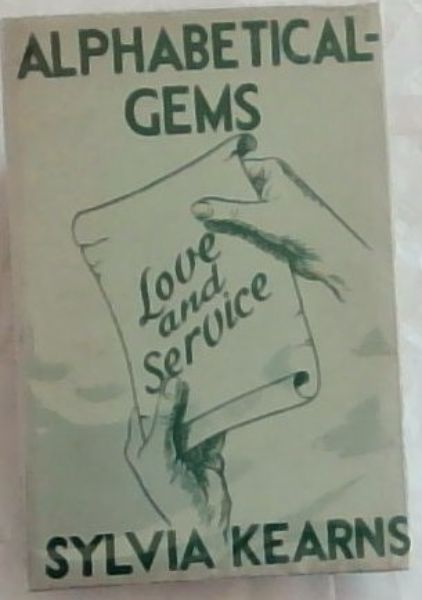 ALPHABETICAL-
GEMS
Love
and
Service
SYLVIA KEARNS